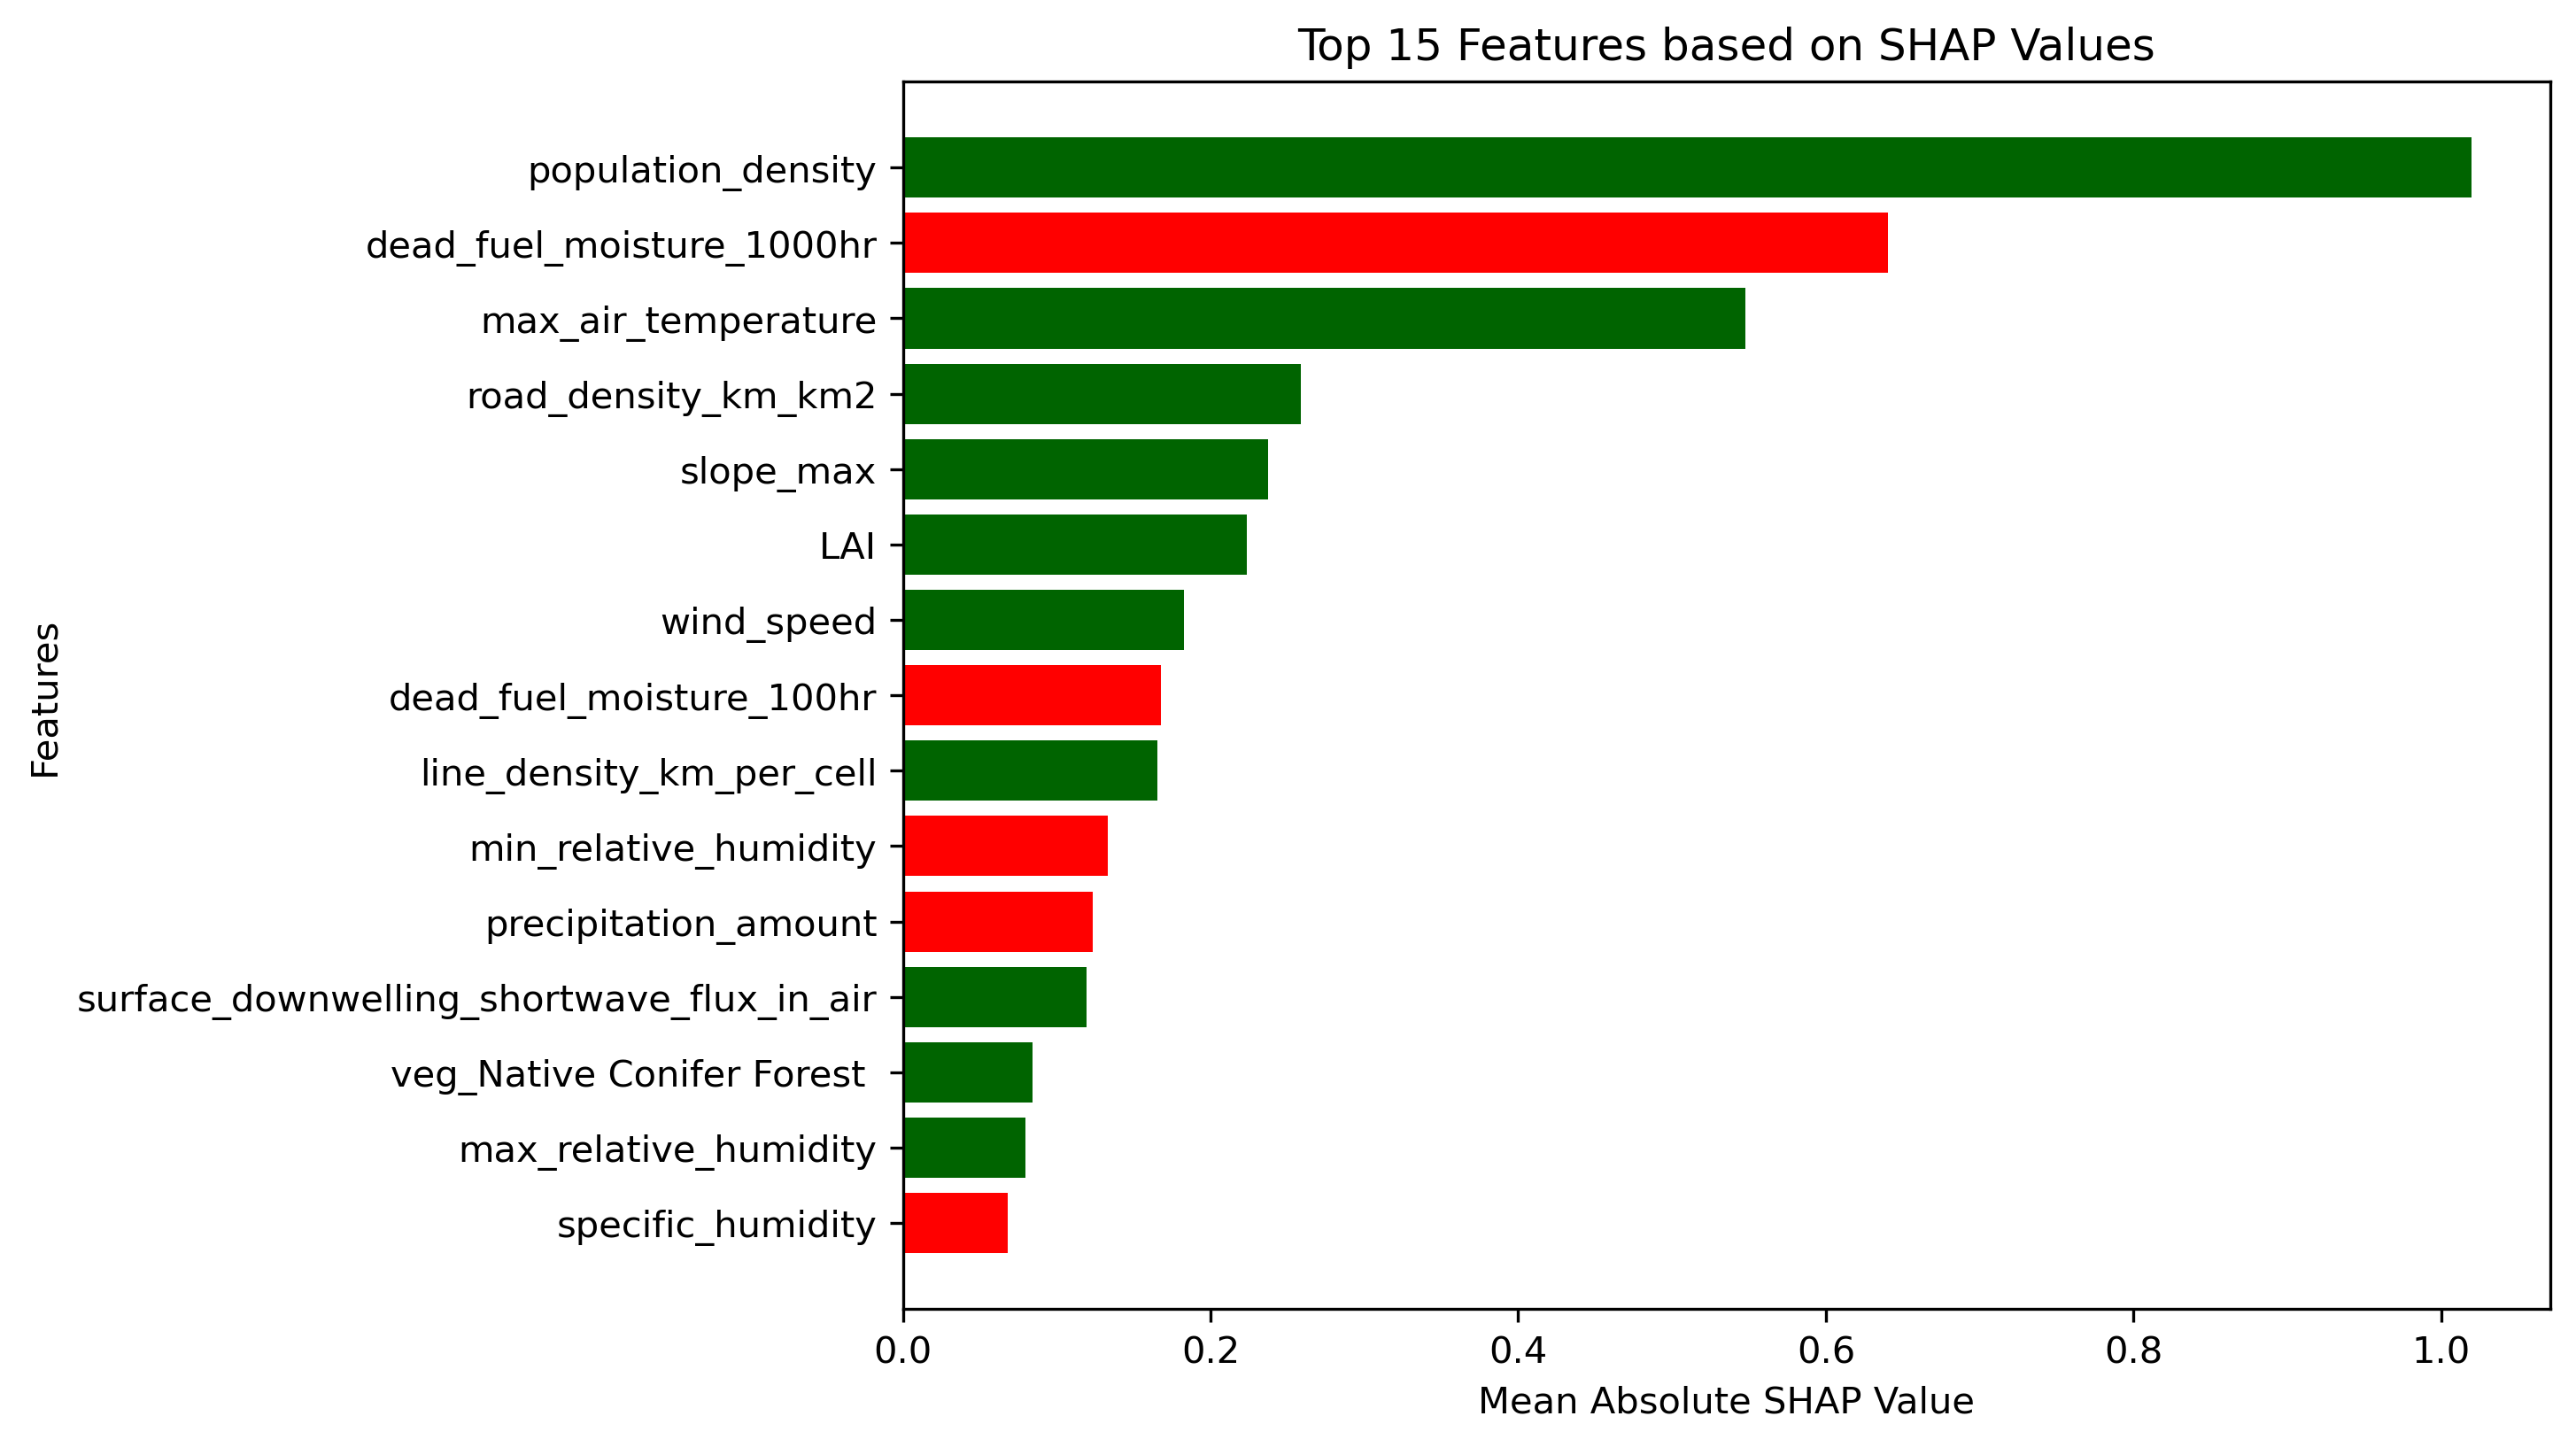 Top 15 Features based on SHAP Values
Features
population_density
dead_fuel_moisture_1000hr
max_air_temperature
road_density_km_km2
slope_max
LAI
wind_speed
dead_fuel_moisture_100hr
line_density_km_per_cell
min_relative_humidity
precipitation_amount
surface_downwelling_shortwave_flux_in_air
veg_Native Conifer Forest
max_relative_humidity
specific_humidity
0.0 0.2 0.4 0.6 0.8 1.0
Mean Absolute SHAP Value